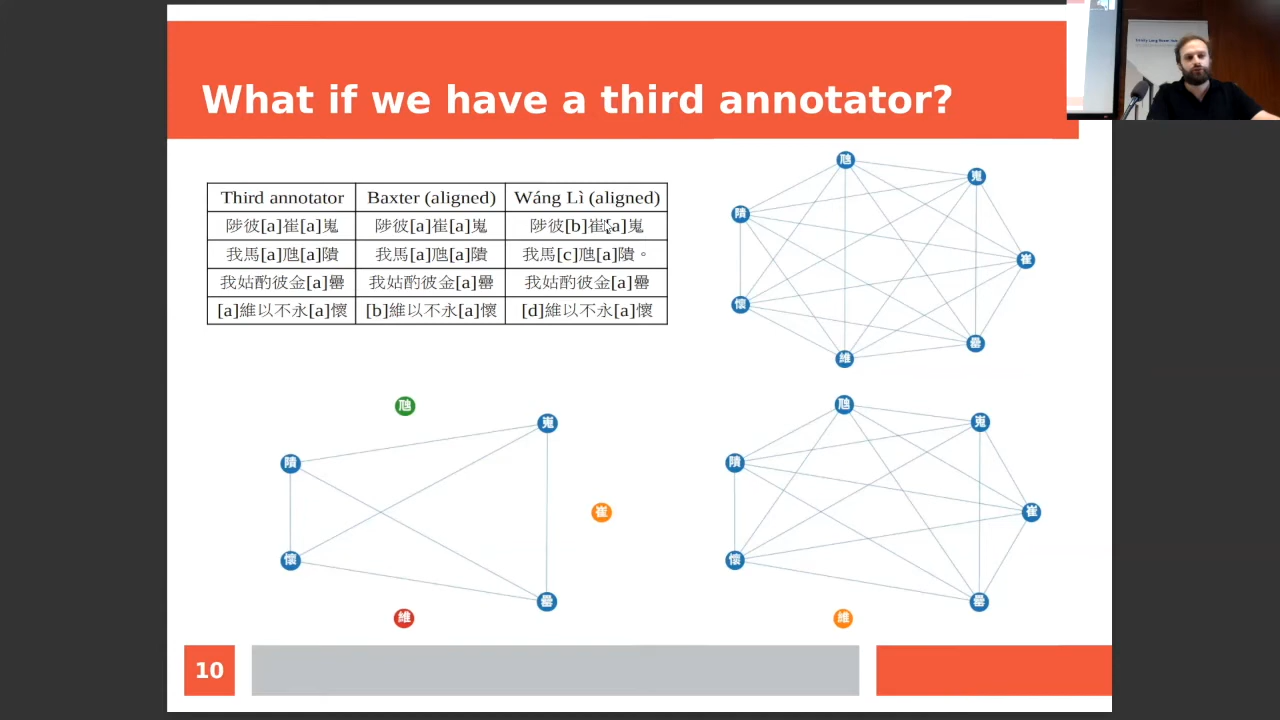 What if we have a third annotator?
Third annotator Baxter (aligned) Wáng Lì (aligned)
陟彼[a]崔[a]嵬 陟彼[a]崔[a]嵬 陟彼[b]崔[a]嵬
我馬[a]虺[a]隤 我馬[a]虺[a]隤 我馬[c]虺[a]隤。
我姑酌彼金[a]罍 我姑酌彼金[a]罍 我姑酌彼金[a]罍
[a]維以不永[a]懷 [b]維以不永[a]懷 [d]維以不永[a]懷
虺
嵬
隤
崔
懷
罍
維
虺
嵬
隤
崔
懷
罍
維
虺
嵬
隤
崔
懷
罍
維
10